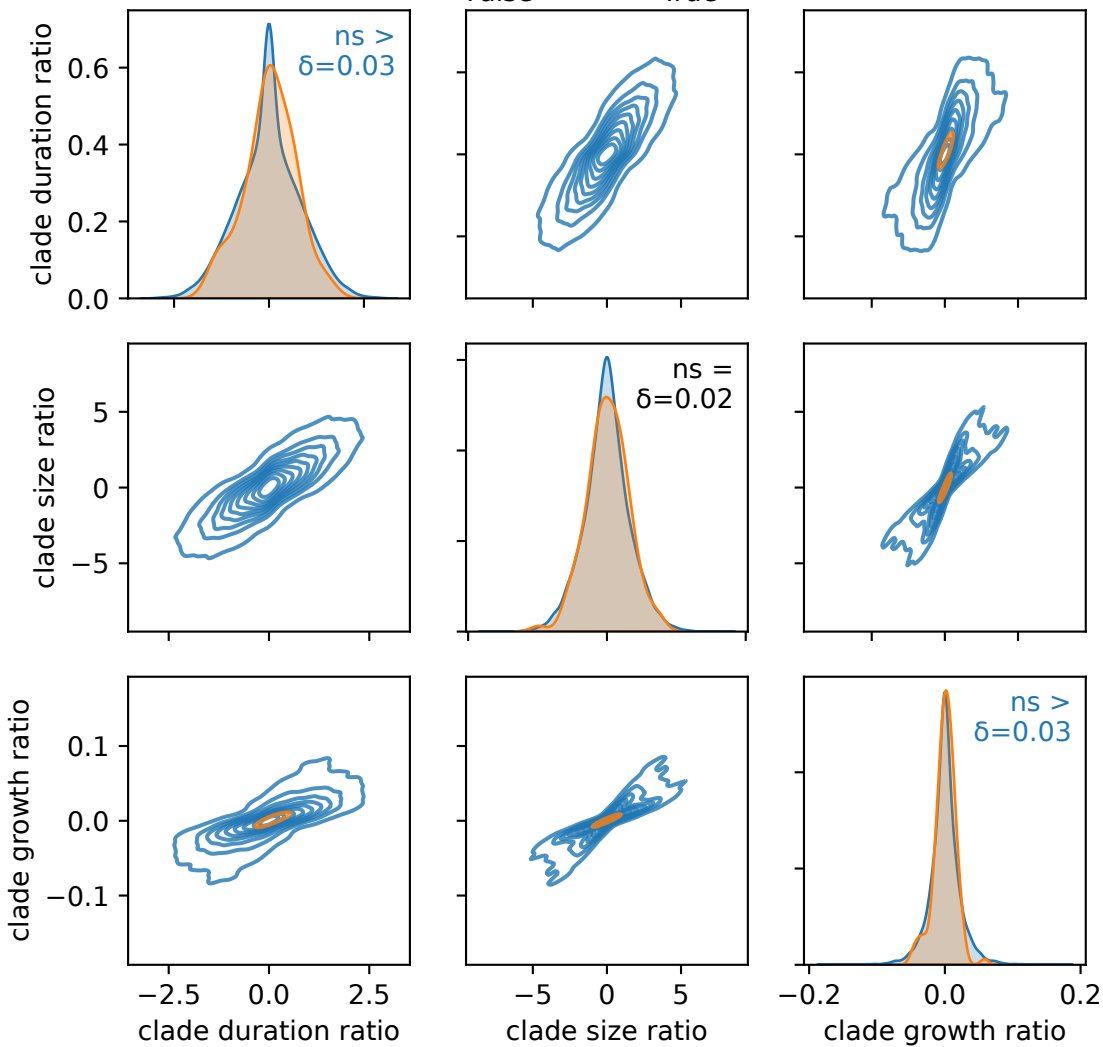 clade duration ratio
0.6
0.4
0.2
0.0
ns >
δ=0.03
clade size ratio
5
0
−5
ns =
δ=0.02
clade growth ratio
0.1
0.0
−0.1
ns >
δ=0.03
−2.5 0.0 2.5
−5 0 5
−0.2 0.0 0.2
clade duration ratio
clade size ratio
clade growth ratio